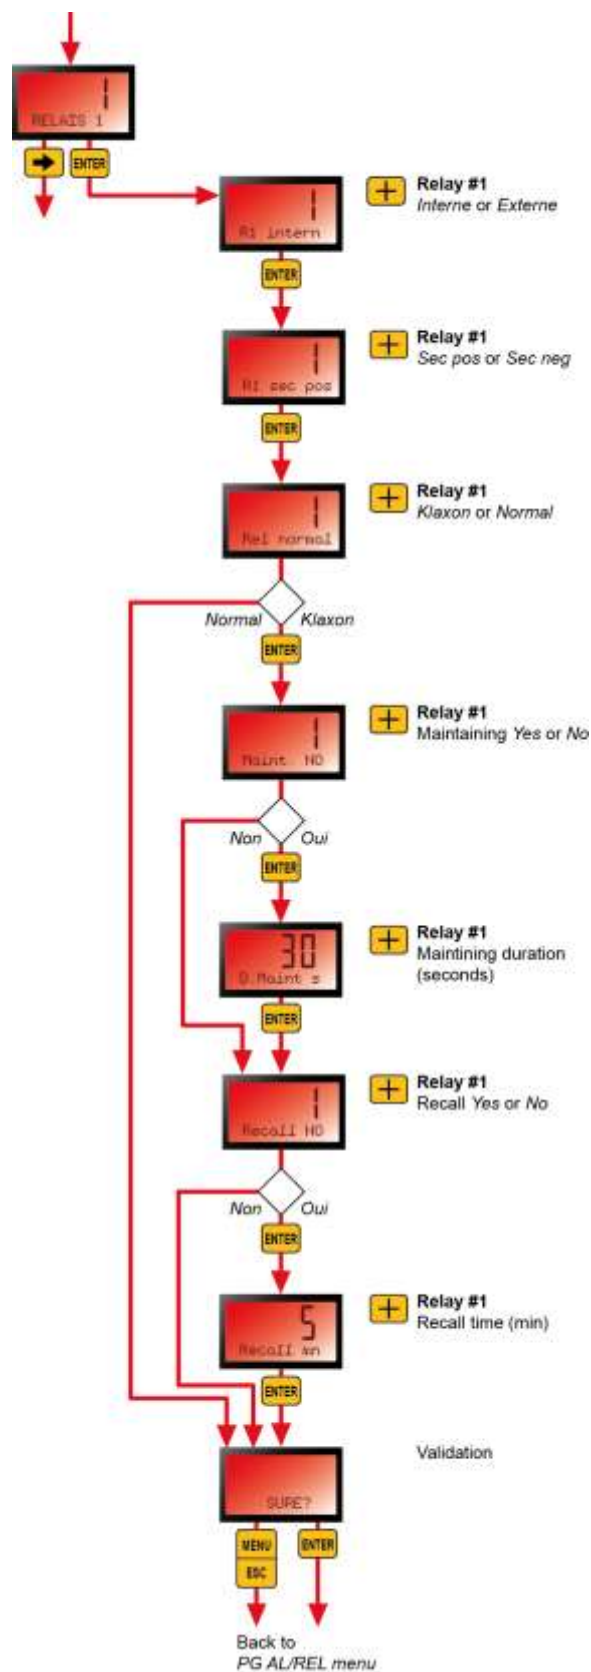 1
RELAIS 1
ENTER
1
R1 intern
Relay #1
Interne or Externe
ENTER
1
R1 sec pos
Relay #1
Sec pos or Sec neg
ENTER
1
Rel normal
Relay #1
Klaxon or Normal
Normal
Klaxon
ENTER
1
Maint NO
Relay #1
Maintaining Yes or No
Non
Oui
ENTER
30
D.Maint s
Relay #1
Maintining duration
(seconds)
ENTER
1
Recall NO
Relay #1
Recall Yes or No
Non
Oui
ENTER
5
Recall mn
Relay #1
Recall time (min)
ENTER
SURE?
Validation
MENU
ESC
ENTER
Back to
PG AL/REL menu